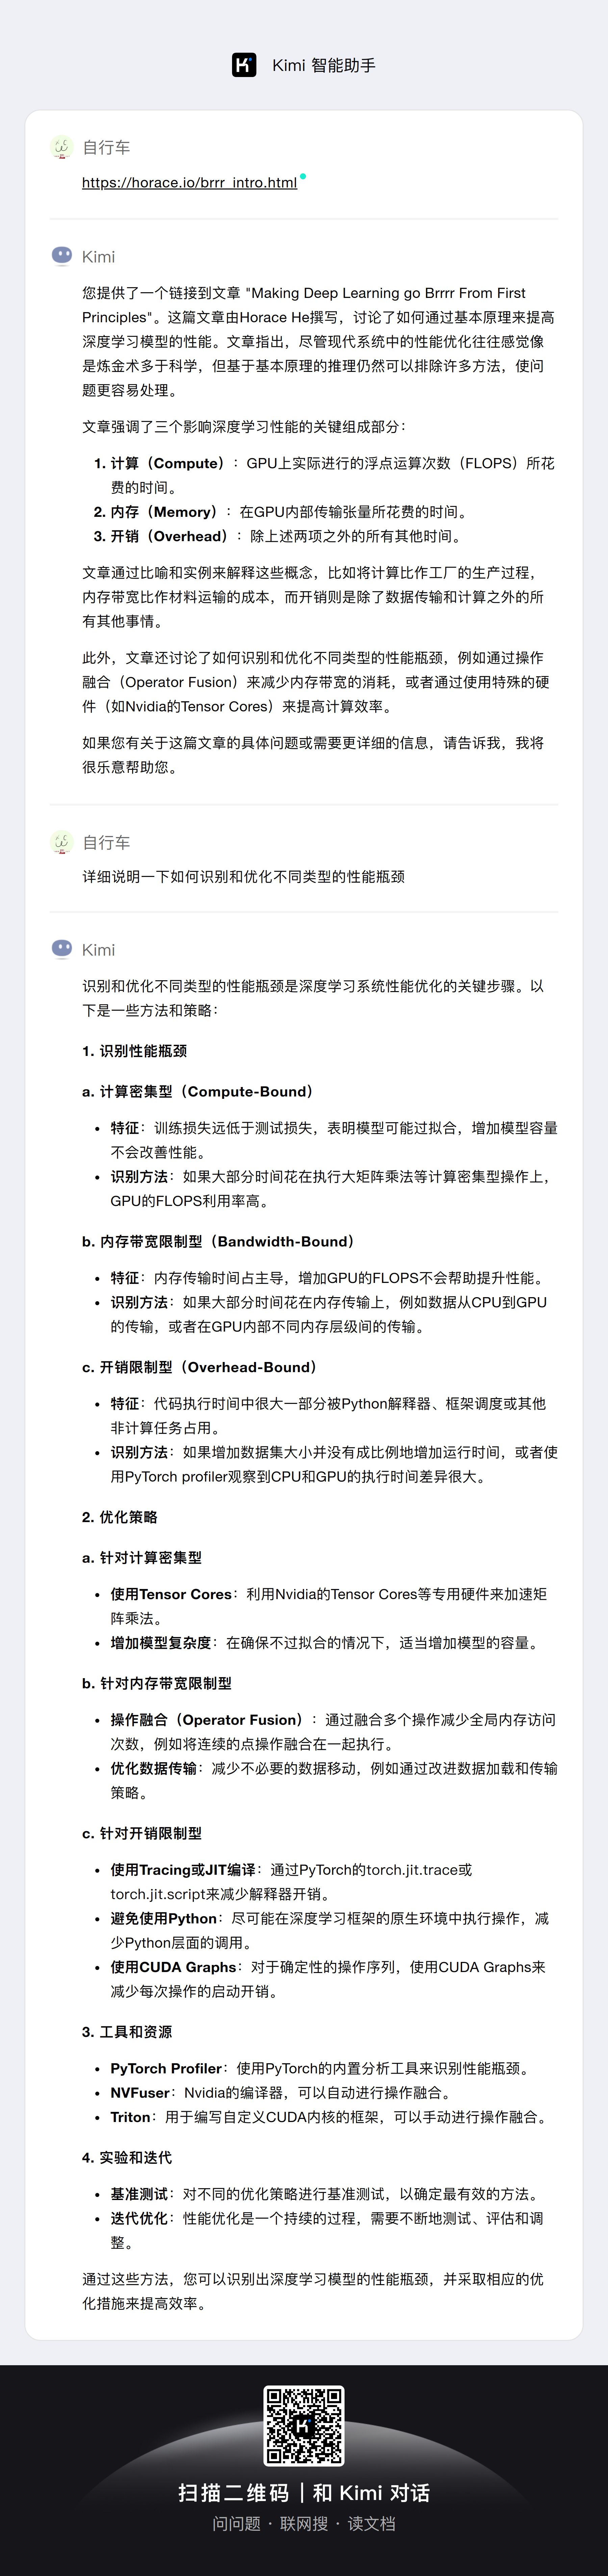 Kimi 智能助手
自行车
https://horace.io/brrr_intro.html
Kimi
您提供了一个链接到文章 "Making Deep Learning go Brrrr From First
Principles"。这篇文章由Horace He撰写，讨论了如何通过基本原理来提高
深度学习模型的性能。文章指出，尽管现代系统中的性能优化往往感觉像
是炼金术多于科学，但基于基本原理的推理仍然可以排除许多方法，使问
题更容易处理。
文章强调了三个影响深度学习性能的关键组成部分：
1. 计算（Compute）：GPU上实际进行的浮点运算次数（FLOPS）所花
费的时间。
2. 内存（Memory）：在GPU内部传输张量所花费的时间。
3. 开销（Overhead）：除上述两项之外的所有其他时间。
文章通过比喻和实例来解释这些概念，比如将计算比作工厂的生产过程，
内存带宽比作材料运输的成本，而开销则是除了数据传输和计算之外的所
有其他事情。
此外，文章还讨论了如何识别和优化不同类型的性能瓶颈，例如通过操作
融合（Operator Fusion）来减少内存带宽的消耗，或者通过使用特殊的硬
件（如Nvidia的Tensor Cores）来提高计算效率。
如果您有关于这篇文章的具体问题或需要更详细的信息，请告诉我，我将
很乐意帮助您。
自行车
详细说明一下如何识别和优化不同类型的性能瓶颈
Kimi
识别和优化不同类型的性能瓶颈是深度学习系统性能优化的关键步骤。以
下是一些方法和策略：
1. 识别性能瓶颈
a. 计算密集型（Compute-Bound）
• 特征：训练损失远低于测试损失，表明模型可能过拟合，增加模型容量
不会改善性能。
• 识别方法：如果大部分时间花在执行大矩阵乘法等计算密集型操作上，
GPU的FLOPS利用率高。
b. 内存带宽限制型（Bandwidth-Bound）
• 特征：内存传输时间占主导，增加GPU的FLOPS不会帮助提升性能。
• 识别方法：如果大部分时间花在内存传输上，例如数据从CPU到GPU
的传输，或者在GPU内部不同内存层级间的传输。
c. 开销限制型（Overhead-Bound）
• 特征：代码执行时间中很大一部分被Python解释器、框架调度或其他
非计算任务占用。
• 识别方法：如果增加数据集大小并没有成比例地增加运行时间，或者使
用PyTorch profiler观察到CPU和GPU的执行时间差异很大。
2. 优化策略
a. 针对计算密集型
• 使用Tensor Cores：利用Nvidia的Tensor Cores等专用硬件来加速矩
阵乘法。
• 增加模型复杂度：在确保不过拟合的情况下，适当增加模型的容量。
b. 针对内存带宽限制型
• 操作融合（Operator Fusion）：通过融合多个操作减少全局内存访问
次数，例如将连续的点操作融合在一起执行。
• 优化数据传输：减少不必要的数据移动，例如通过改进数据加载和传输
策略。
c. 针对开销限制型
• 使用Tracing或JIT编译：通过PyTorch的torch.jit.trace或
torch.jit.script来减少解释器开销。
• 避免使用Python：尽可能在深度学习框架的原生环境中执行操作，减
少Python层面的调用。
• 使用CUDA Graphs：对于确定性的操作序列，使用CUDA Graphs来
减少每次操作的启动开销。
3. 工具和资源
• PyTorch Profiler：使用PyTorch的内置分析工具来识别性能瓶颈。
• NVFuser：Nvidia的编译器，可以自动进行操作融合。
• Triton：用于编写自定义CUDA内核的框架，可以手动进行操作融合。
4. 实验和迭代
• 基准测试：对不同的优化策略进行基准测试，以确定最有效的方法。
• 迭代优化：性能优化是一个持续的过程，需要不断地测试、评估和调
整。
通过这些方法，您可以识别出深度学习模型的性能瓶颈，并采取相应的优
化措施来提高效率。
扫描二维码 | 和 Kimi 对话
问问题 · 联网搜 · 读文档